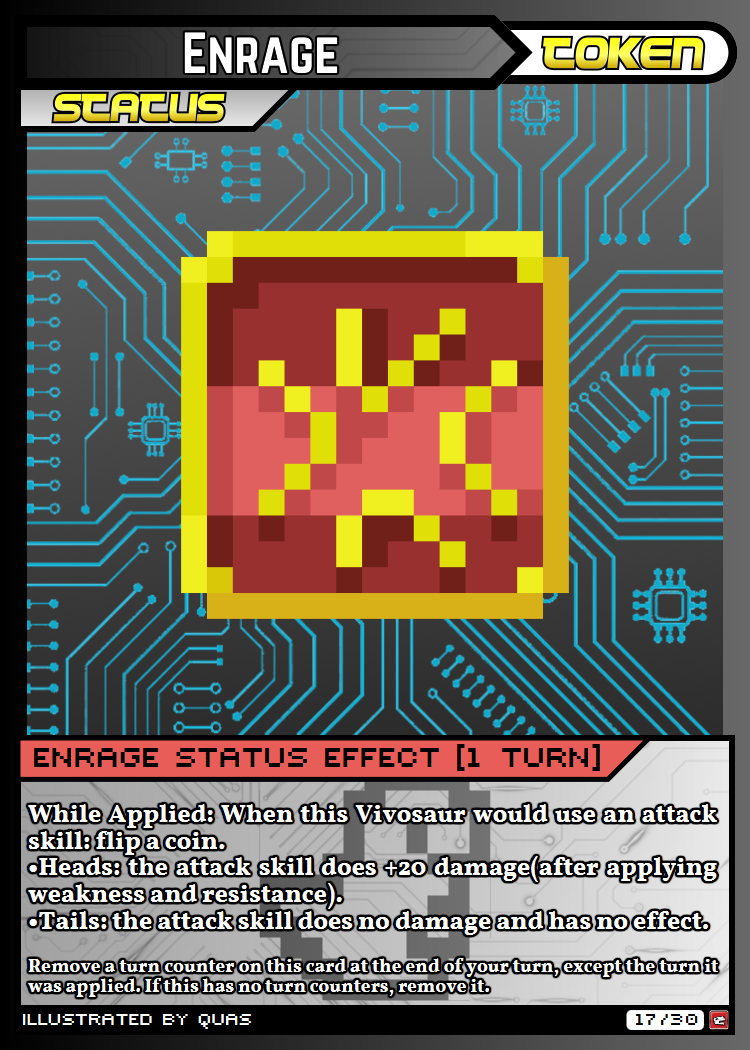 Enrage
TOKEN
STATUS
ENRAGE STATUS EFFECT [1 TURN]
While Applied: When this Vivosaur would use an attack
skill: flip a coin.
•Heads: the attack skill does +20 damage(after applying
weakness and resistance).
•Tails: the attack skill does no damage and has no effect.
Remove a turn counter on this card at the end of your turn, except the turn it
was applied. If this has no turn counters, remove it.
ILLUSTRATED BY QUAS
17/30